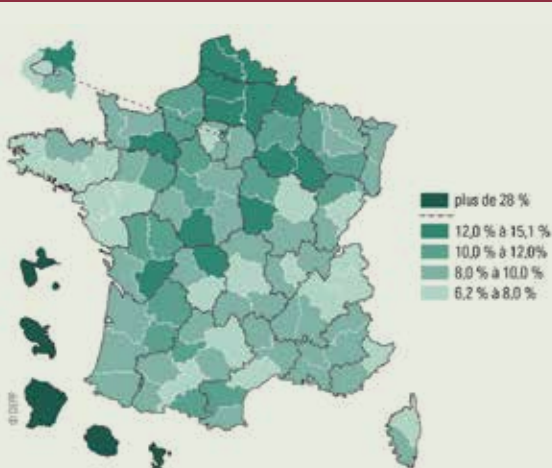 plus de 28 %
12,0 % à 15,1 %
10,0 % à 12,0%
8,0 % à 10,0 %
6,2 % à 8,0 %
© DEPP